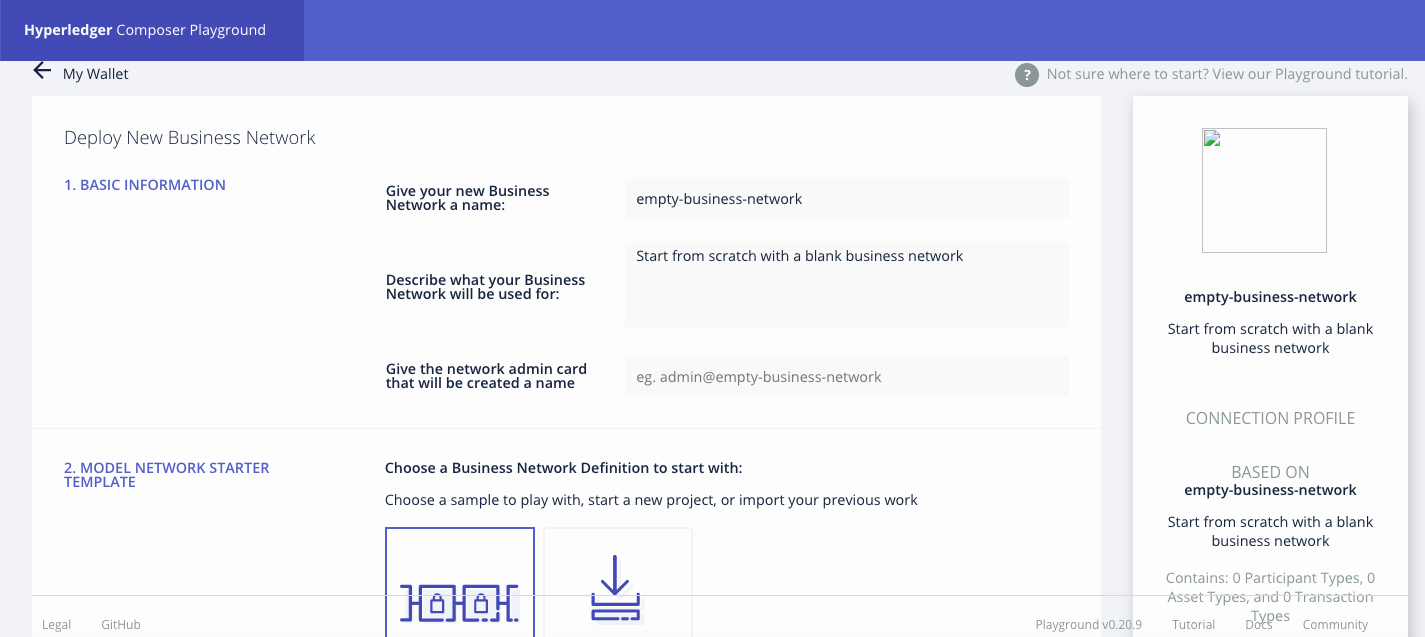 Hyperledger Composer Playground
My Wallet
? Not sure where to start? View our Playground tutorial.
Deploy New Business Network
1. BASIC INFORMATION
Give your new Business
Network a name:
empty-business-network
Describe what your Business
Network will be used for:
Start from scratch with a blank business network
Give the network admin card
that will be created a name
eg. admin@empty-business-network
2. MODEL NETWORK STARTER
TEMPLATE
Choose a Business Network Definition to start with:
Choose a sample to play with, start a new project, or import your previous work
empty-business-network
Start from scratch with a blank
business network
CONNECTION PROFILE
BASED ON
empty-business-network
Start from scratch with a blank
business network
Contains: 0 Participant Types, 0
Asset Types, and 0 Transaction
Types
Legal
GitHub
Playground v0.20.9
Tutorial
Docs
Community